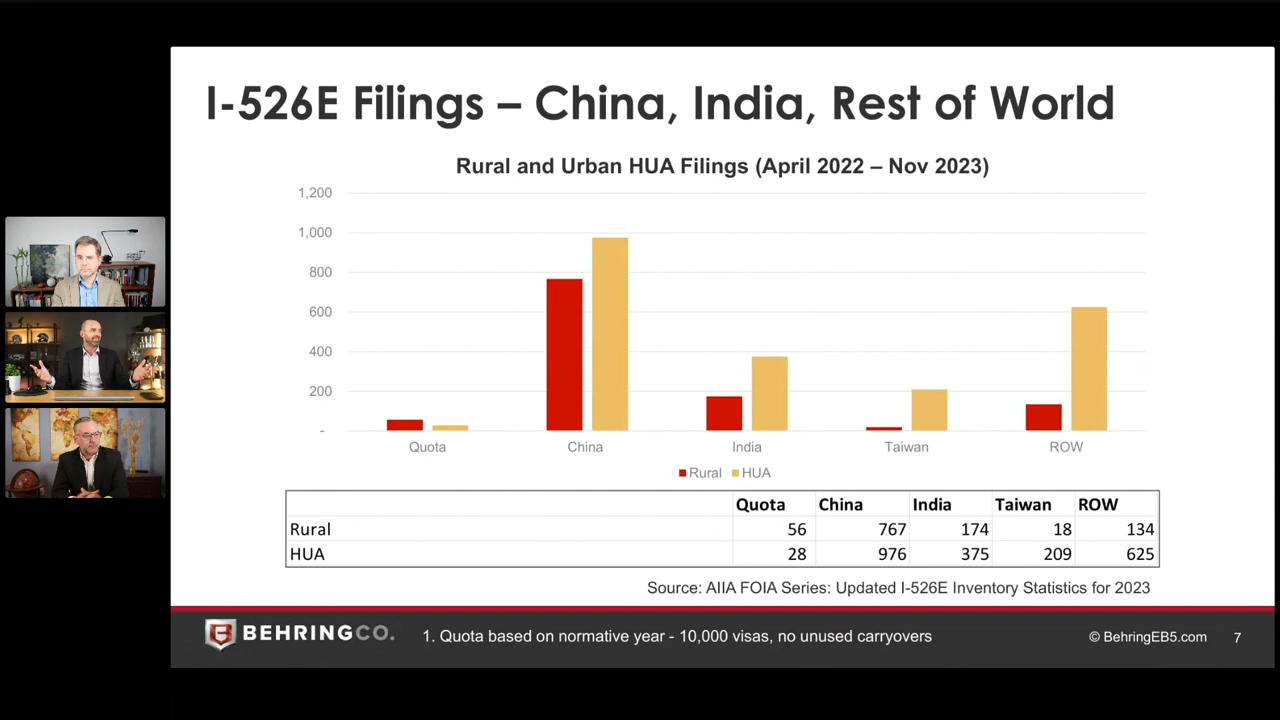 I-526E Filings – China, India, Rest of World
Rural and Urban HUA Filings (April 2022 – Nov 2023)
1,200
1,000
800
600
400
200
-
Quota China India Taiwan ROW
Rural HUA
Quota China India Taiwan ROW
Rural 56 767 174 18 134
HUA 28 976 375 209 625
Source: AIIA FOIA Series: Updated I-526E Inventory Statistics for 2023
BEHRINGCO. 1. Quota based on normative year - 10,000 visas, no unused carryovers © BehringEB5.com 7